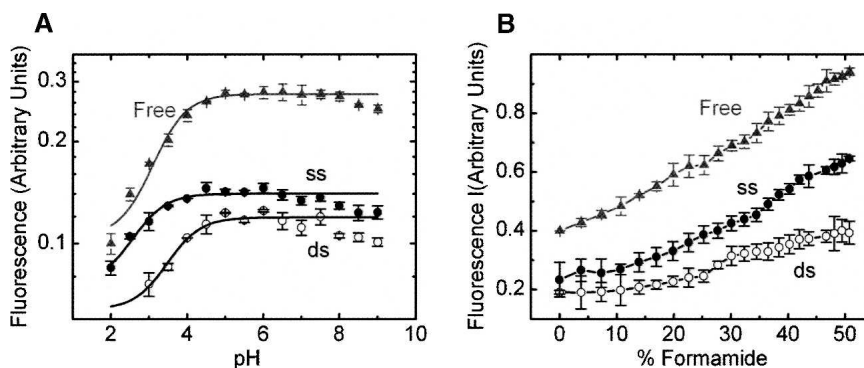 A
Fluorescence (Arbitrary Units)
0.3
0.2
0.1
Free
ss
ds
2
4
6
8
10
pH
B
Fluorescence I(Arbitrary Units)
1.0
0.8
0.6
0.4
0.2
Free
ss
ds
0
10
20
30
40
50
% Formamide